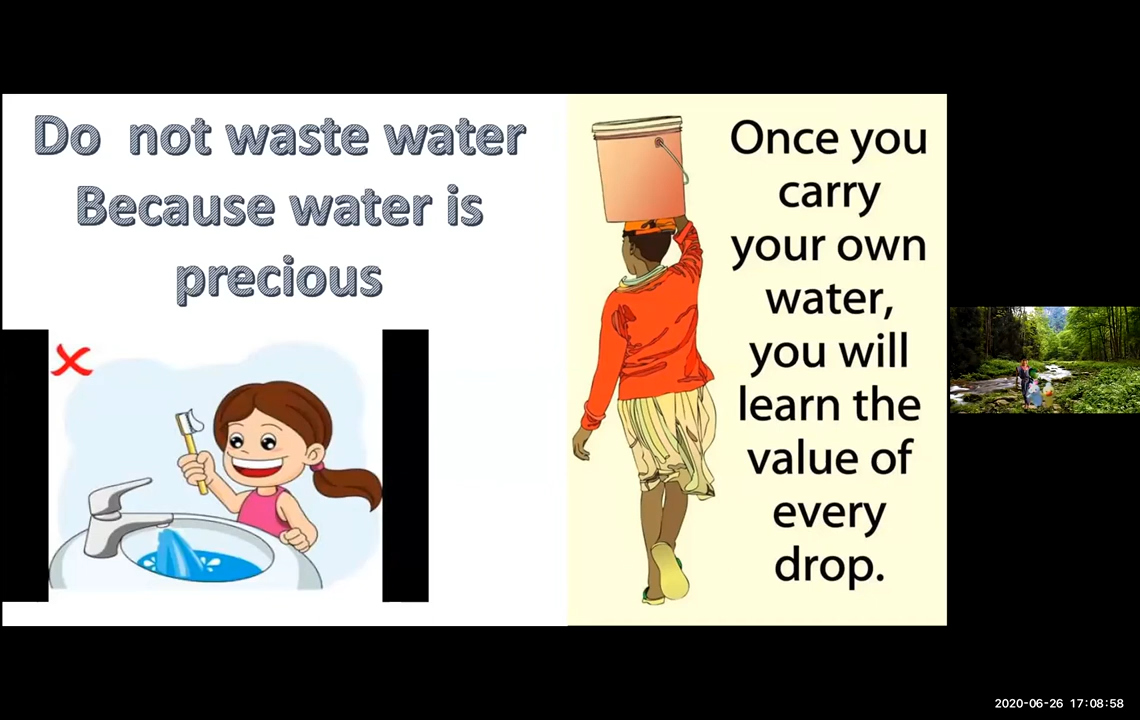 Do not waste water
Because water is
precious
Once you
carry
your own
water,
you will
learn the
value of
every
drop.
2020-06-26 17:08:58